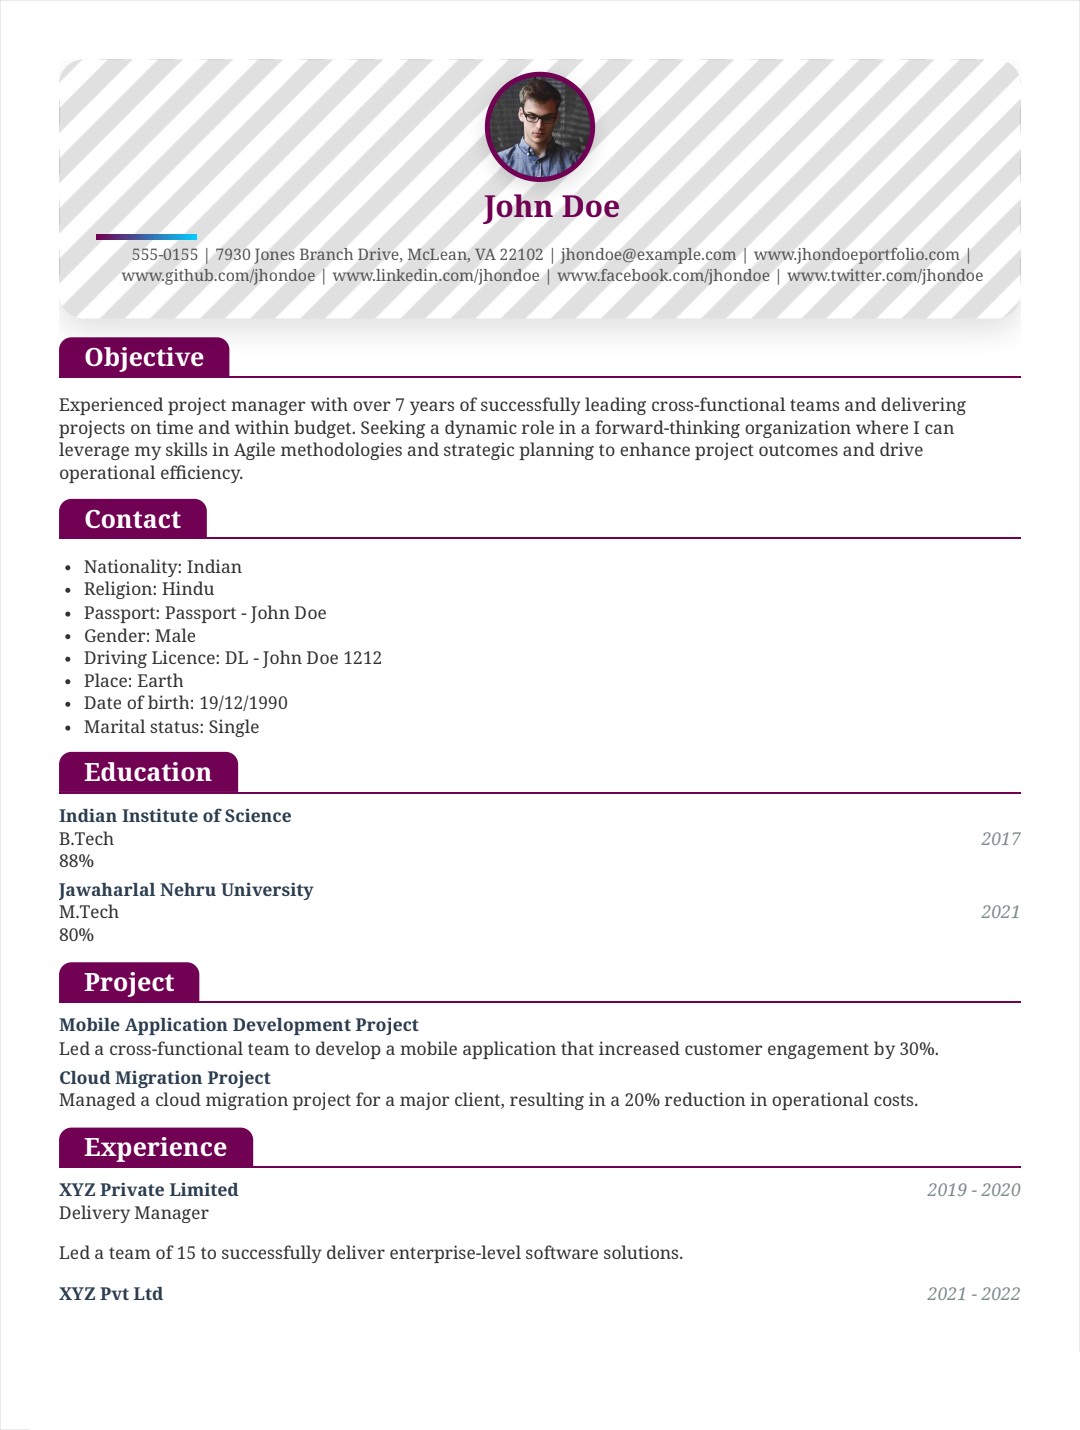 John Doe
555-0155 | 7930 Jones Branch Drive, McLean, VA 22102 | jhondoe@example.com | www.jhondoeportfolio.com |
www.github.com/jhondoe | www.linkedin.com/jhondoe | www.facebook.com/jhondoe | www.twitter.com/jhondoe
Objective
Experienced project manager with over 7 years of successfully leading cross-functional teams and delivering
projects on time and within budget. Seeking a dynamic role in a forward-thinking organization where I can
leverage my skills in Agile methodologies and strategic planning to enhance project outcomes and drive
operational efficiency.
Contact
• Nationality: Indian
• Religion: Hindu
• Passport: Passport - John Doe
• Gender: Male
• Driving Licence: DL - John Doe 1212
• Place: Earth
• Date of birth: 19/12/1990
• Marital status: Single
Education
Indian Institute of Science
B.Tech 2017
88%
Jawaharlal Nehru University
M.Tech 2021
80%
Project
Mobile Application Development Project
Led a cross-functional team to develop a mobile application that increased customer engagement by 30%.
Cloud Migration Project
Managed a cloud migration project for a major client, resulting in a 20% reduction in operational costs.
Experience
XYZ Private Limited 2019 - 2020
Delivery Manager
Led a team of 15 to successfully deliver enterprise-level software solutions.
XYZ Pvt Ltd 2021 - 2022